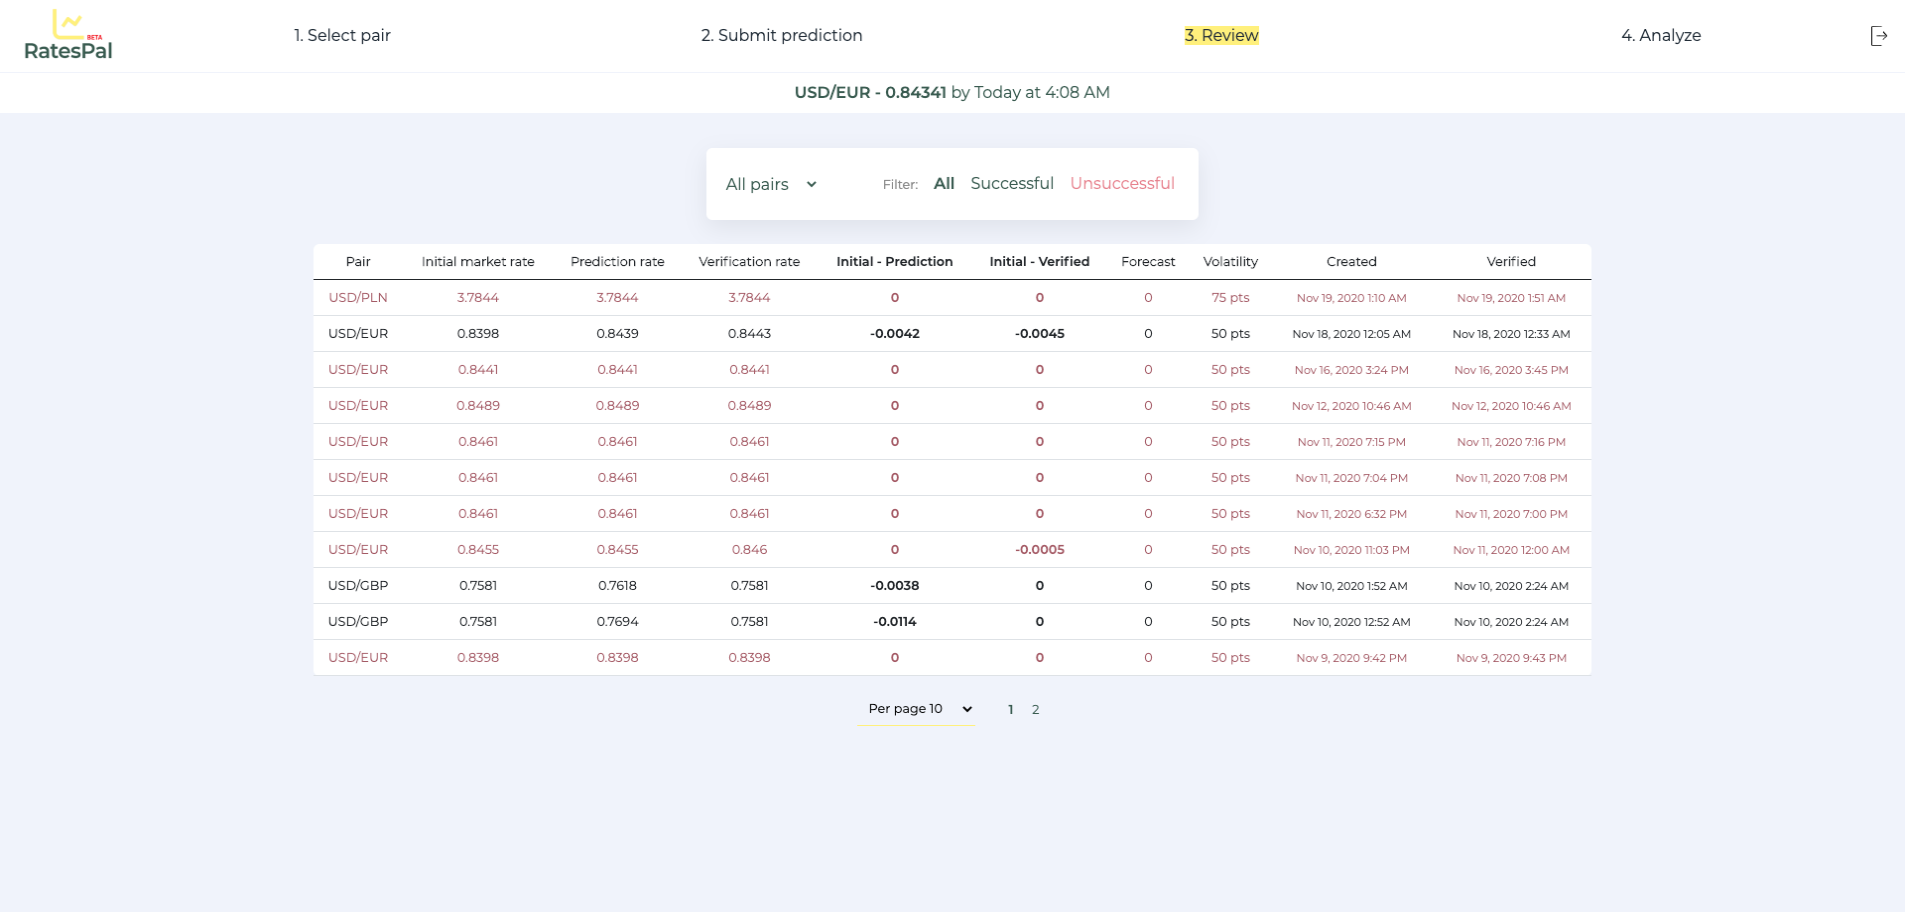 BETA
RatesPal
1. Select pair
2. Submit prediction
3. Review
4. Analyze
USD/EUR - 0.84341 by Today at 4:08 AM
All pairs
Filter: All Successful Unsuccessful
Pair Initial market rate Prediction rate Verification rate Initial - Prediction Initial - Verified Forecast Volatility Created Verified
USD/PLN 3.7844 3.7844 3.7844 0 0 0 75 pts Nov 19, 2020 1:10 AM Nov 19, 2020 1:51 AM
USD/EUR 0.8398 0.8439 0.8443 -0.0042 -0.0045 0 50 pts Nov 18, 2020 12:05 AM Nov 18, 2020 12:33 AM
USD/EUR 0.8441 0.8441 0.8441 0 0 0 50 pts Nov 16, 2020 3:24 PM Nov 16, 2020 3:45 PM
USD/EUR 0.8489 0.8489 0.8489 0 0 0 50 pts Nov 12, 2020 10:46 AM Nov 12, 2020 10:46 AM
USD/EUR 0.8461 0.8461 0.8461 0 0 0 50 pts Nov 11, 2020 7:15 PM Nov 11, 2020 7:16 PM
USD/EUR 0.8461 0.8461 0.8461 0 0 0 50 pts Nov 11, 2020 7:04 PM Nov 11, 2020 7:08 PM
USD/EUR 0.8461 0.8461 0.8461 0 0 0 50 pts Nov 11, 2020 6:32 PM Nov 11, 2020 7:00 PM
USD/EUR 0.8455 0.8455 0.846 0 -0.0005 0 50 pts Nov 10, 2020 11:03 PM Nov 11, 2020 12:00 AM
USD/GBP 0.7581 0.7618 0.7581 -0.0038 0 0 50 pts Nov 10, 2020 1:52 AM Nov 10, 2020 2:24 AM
USD/GBP 0.7581 0.7694 0.7581 -0.0114 0 0 50 pts Nov 10, 2020 12:52 AM Nov 10, 2020 2:24 AM
USD/EUR 0.8398 0.8398 0.8398 0 0 0 50 pts Nov 9, 2020 9:42 PM Nov 9, 2020 9:43 PM
Per page 10 1 2